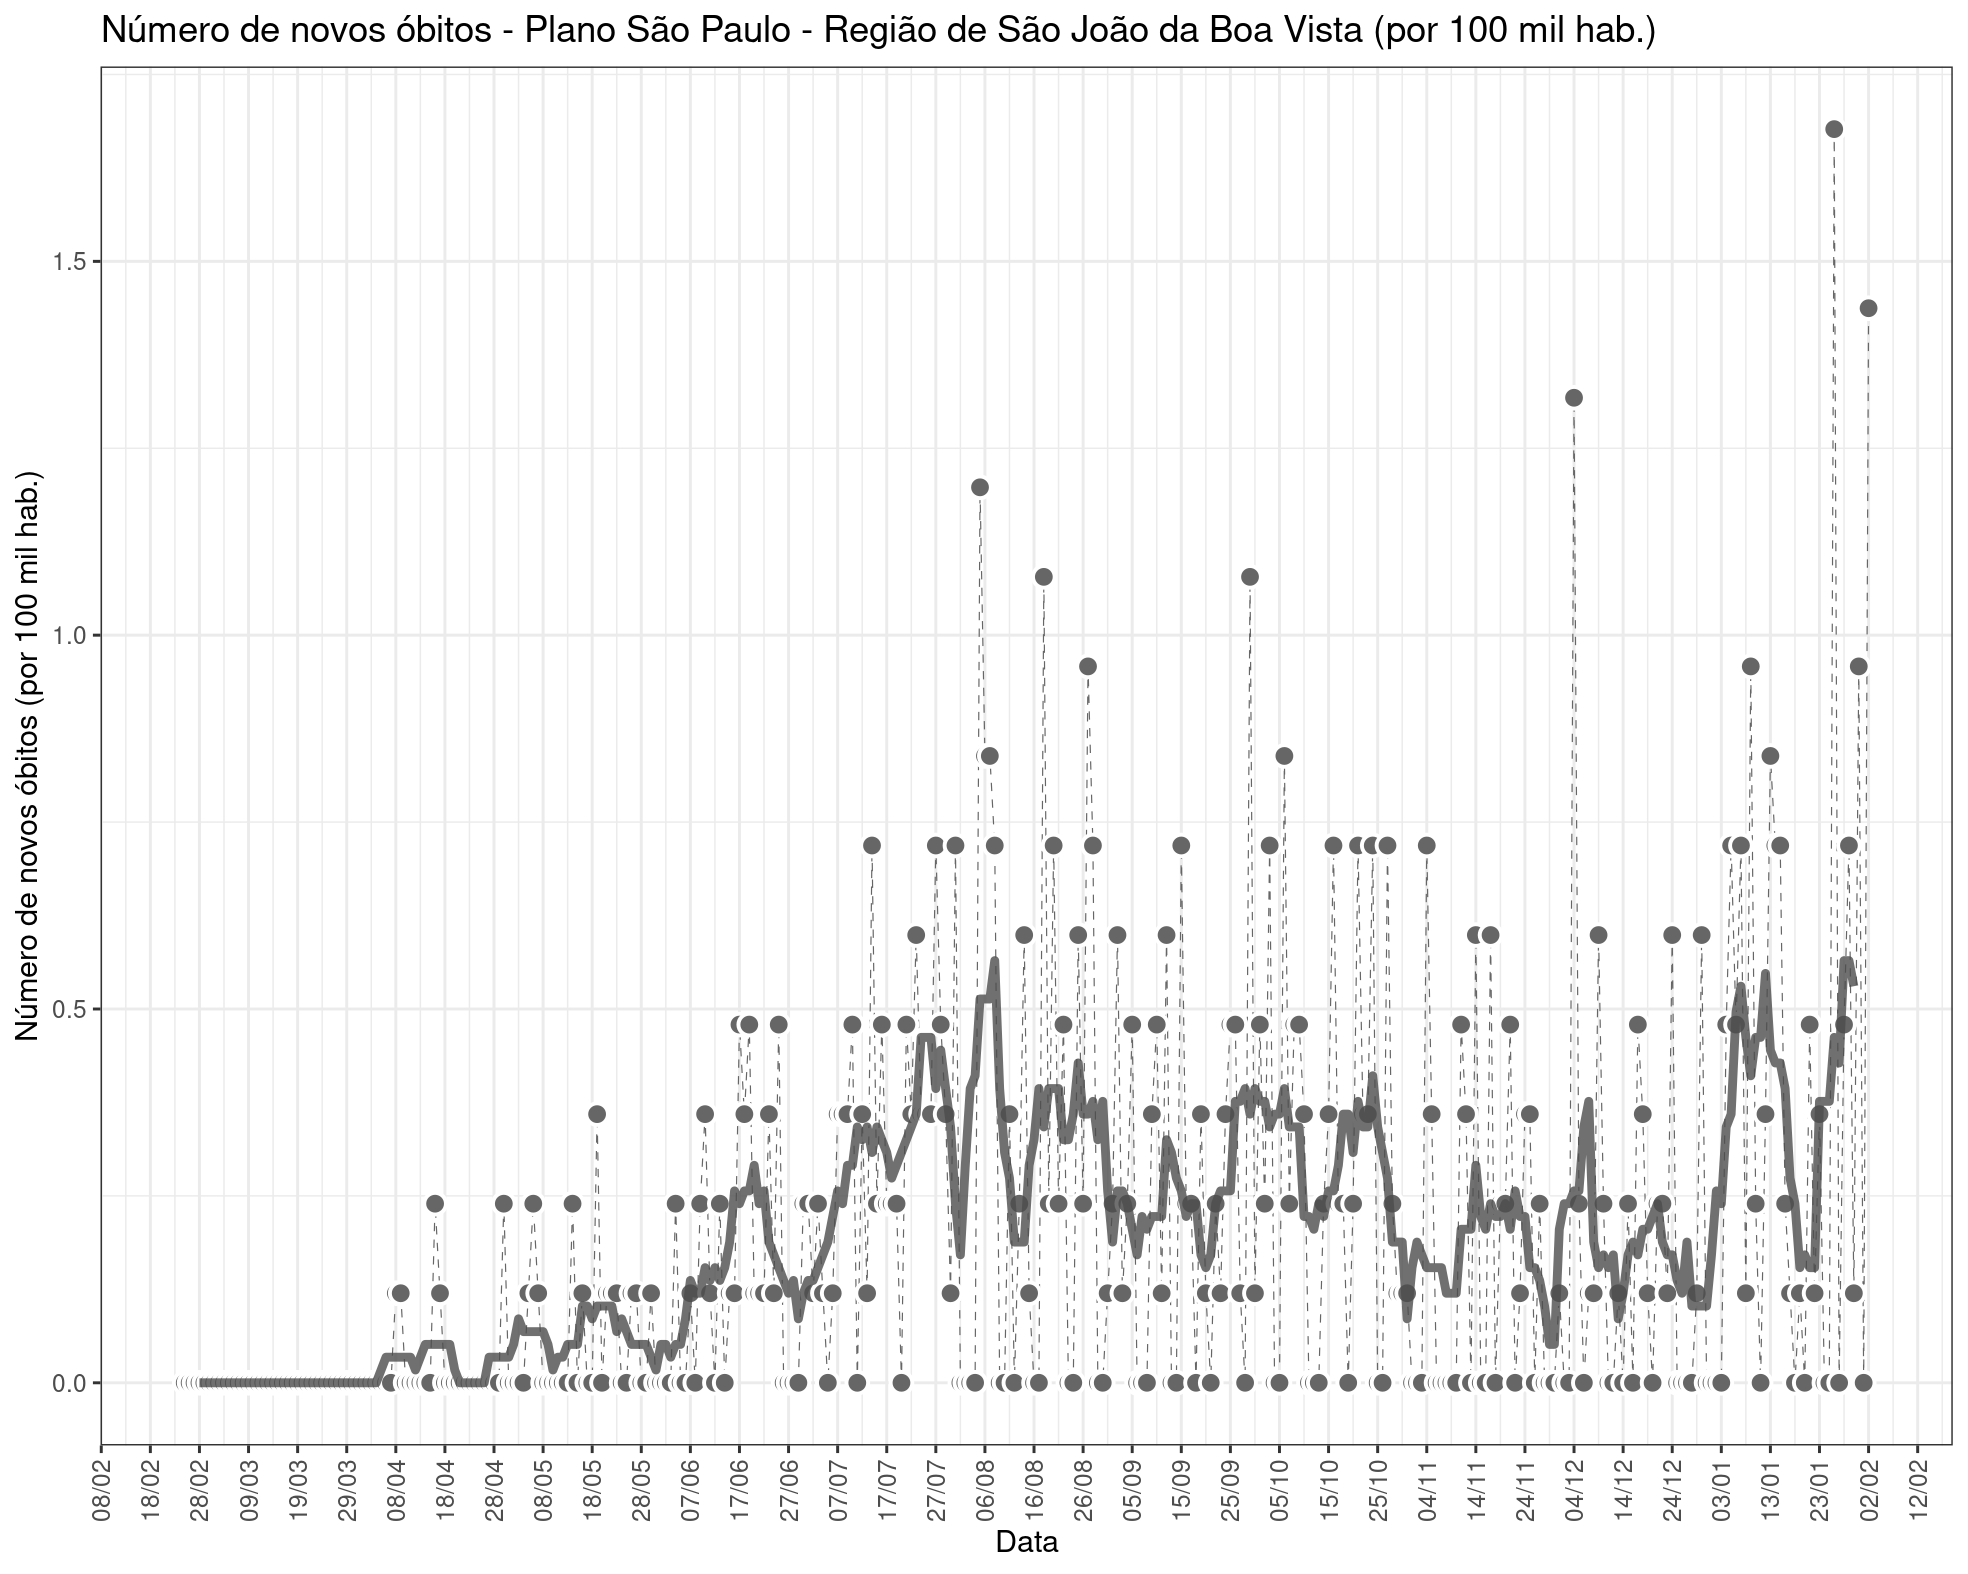 Número de novos óbitos - Plano São Paulo - Região de São João da Boa Vista (por 100 mil hab.)
Número de novos óbitos (por 100 mil hab.)
1.5
1.0
0.5
0.0
08/02 18/02 28/02 09/03 19/03 29/03 08/04 18/04 28/04 08/05 18/05 28/05 07/06 17/06 27/06 07/07 17/07 27/07 06/08 16/08 26/08 05/09 15/09 25/09 05/10 15/10 25/10 04/11 14/11 24/11 04/12 14/12 24/12 03/01 13/01 23/01 02/02 12/02
Data